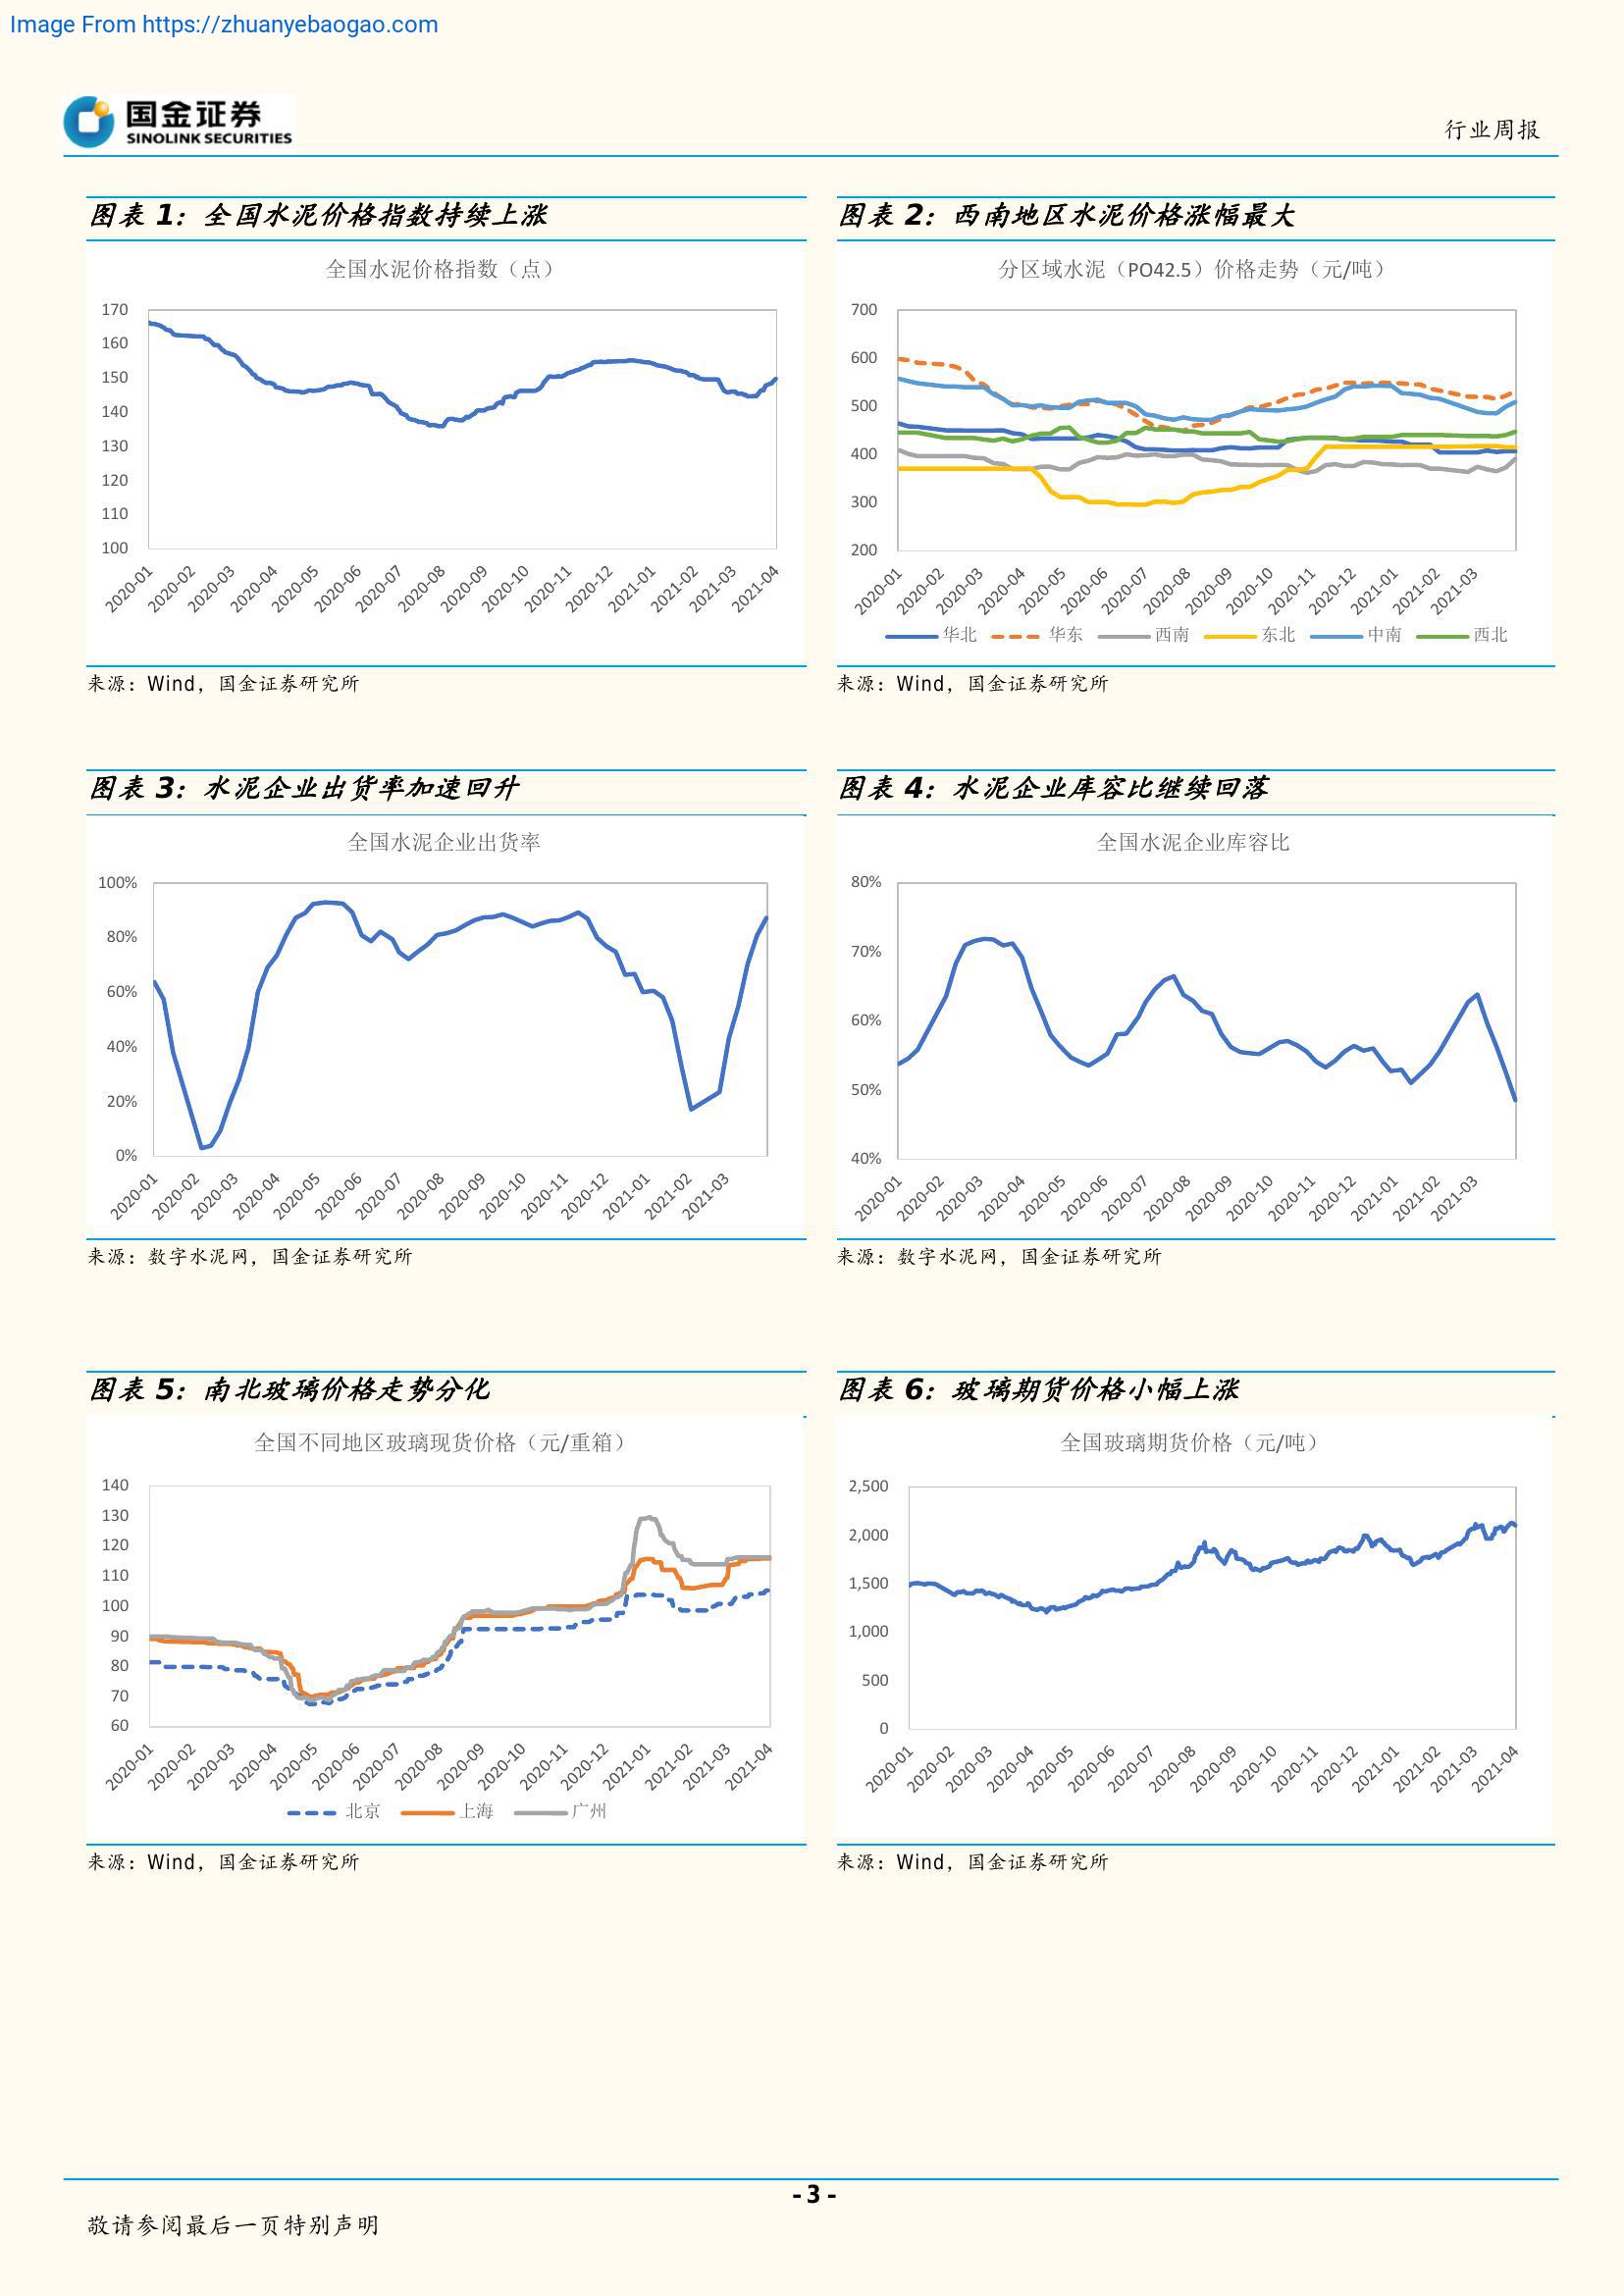 Image From https://zhuanyebaogao.com
国金证券
SINOLINK SECURITIES
行业周报
图表 1：全国水泥价格指数持续上涨
全国水泥价格指数（点）
170
160
150
140
130
120
110
100
2020-01 2020-02 2020-03 2020-04 2020-05 2020-06 2020-07 2020-08 2020-09 2020-10 2020-11 2020-12 2021-01 2021-02 2021-03 2021-04
来源：Wind，国金证券研究所
图表 2：西南地区水泥价格涨幅最大
分区域水泥（PO42.5）价格走势（元/吨）
700
600
500
400
300
200
2020-01 2020-02 2020-03 2020-04 2020-05 2020-06 2020-07 2020-08 2020-09 2020-10 2020-11 2020-12 2021-01 2021-02 2021-03
华北 华东 西南 东北 中南 西北
来源：Wind，国金证券研究所
图表 3：水泥企业出货率加速回升
全国水泥企业出货率
100%
80%
60%
40%
20%
0%
2020-01 2020-02 2020-03 2020-04 2020-05 2020-06 2020-07 2020-08 2020-09 2020-10 2020-11 2020-12 2021-01 2021-02 2021-03
来源：数字水泥网，国金证券研究所
图表 4：水泥企业库容比继续回落
全国水泥企业库容比
80%
70%
60%
50%
40%
2020-01 2020-02 2020-03 2020-04 2020-05 2020-06 2020-07 2020-08 2020-09 2020-10 2020-11 2020-12 2021-01 2021-02 2021-03
来源：数字水泥网，国金证券研究所
图表 5：南北玻璃价格走势分化
全国不同地区玻璃现货价格（元/重箱）
140
130
120
110
100
90
80
70
60
2020-01 2020-02 2020-03 2020-04 2020-05 2020-06 2020-07 2020-08 2020-09 2020-10 2020-11 2020-12 2021-01 2021-02 2021-03 2021-04
北京 上海 广州
来源：Wind，国金证券研究所
图表 6：玻璃期货价格小幅上涨
全国玻璃期货价格（元/吨）
2,500
2,000
1,500
1,000
500
0
2020-01 2020-02 2020-03 2020-04 2020-05 2020-06 2020-07 2020-08 2020-09 2020-10 2020-11 2020-12 2021-01 2021-02 2021-03 2021-04
来源：Wind，国金证券研究所
- 3 -
敬请参阅最后一页特别声明